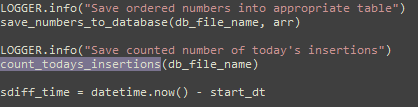 LOGGER.info("Save ordered numbers into appropriate table")
save_numbers_to_database(db_file_name, arr)
LOGGER.info("Save counted number of today's insertions")
count_todays_insertions(db_file_name)
sdiff_time = datetime.now() - start_dt